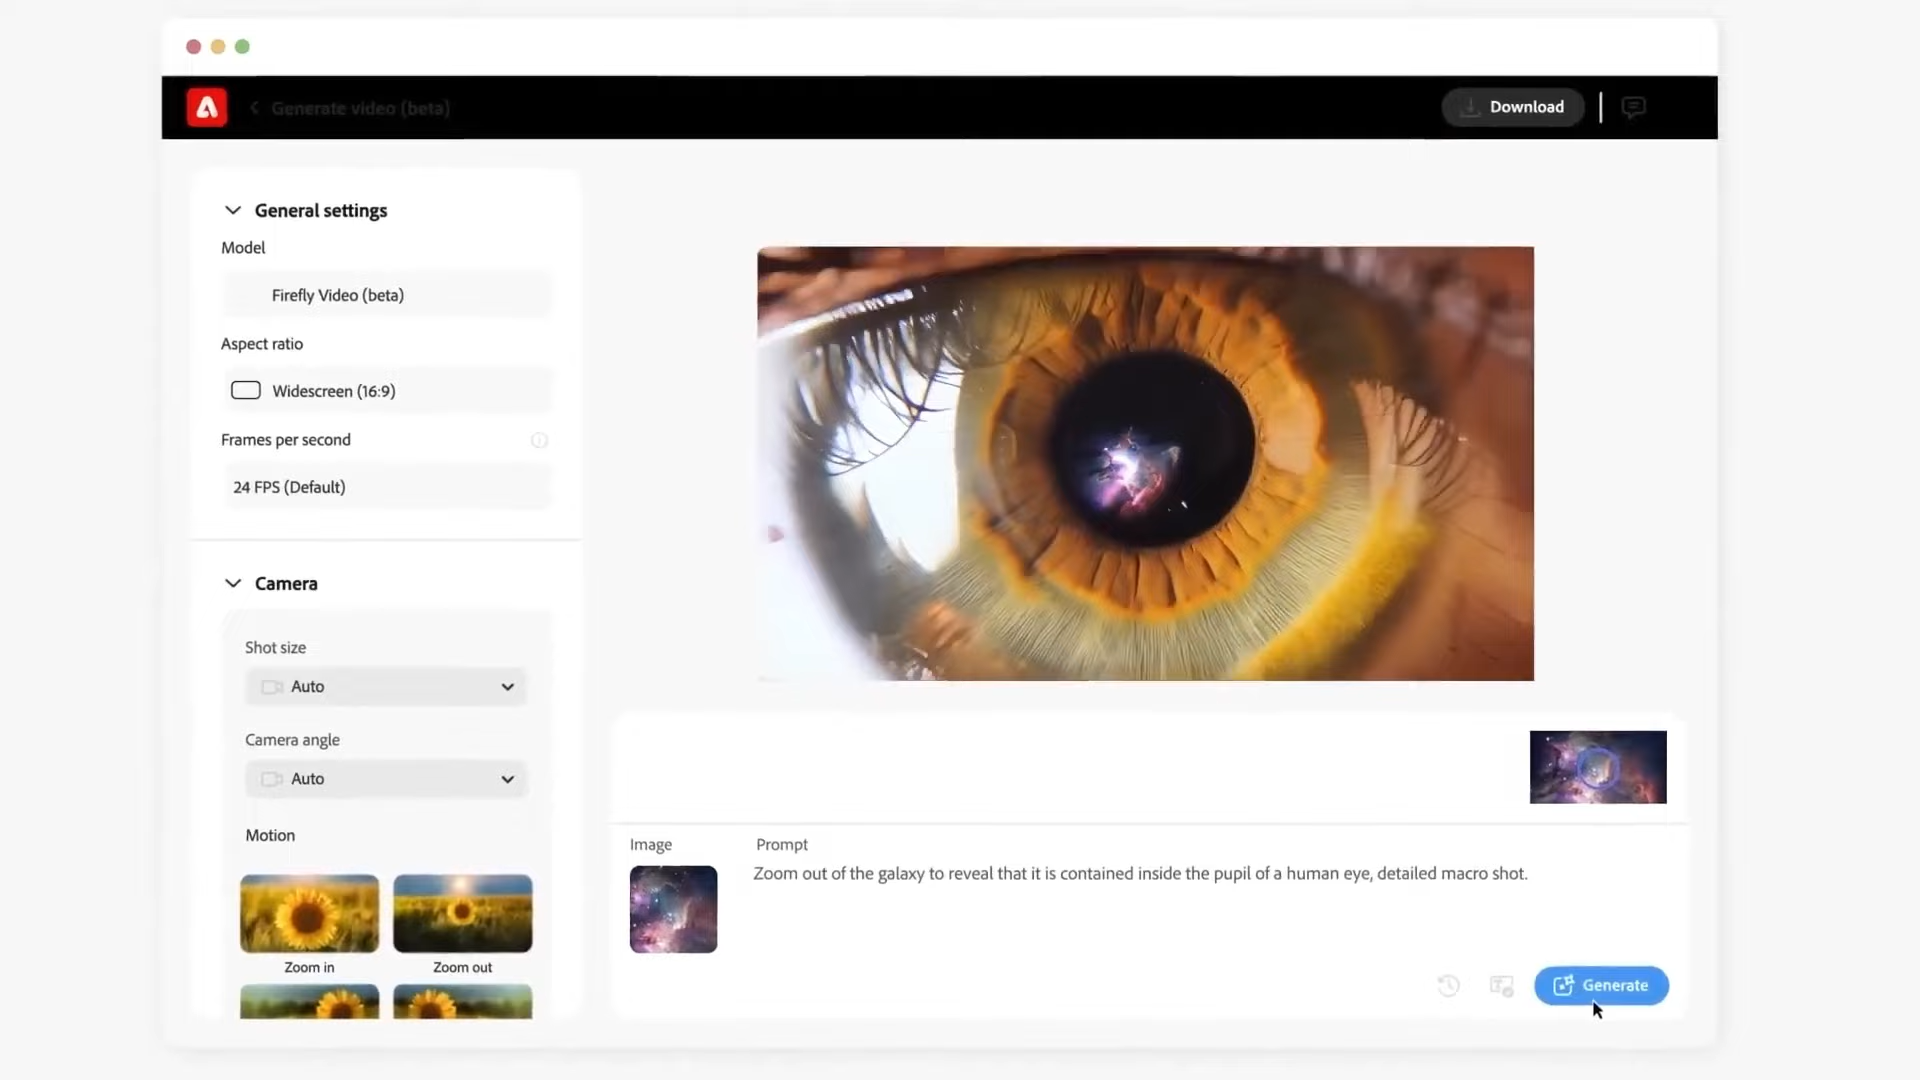 Generate video (beta)
Download
General settings
Model
Firefly Video (beta)
Aspect ratio
Widescreen (16:9)
Frames per second
24 FPS (Default)
Camera
Shot size
Auto
Camera angle
Auto
Motion
Zoom in
Zoom out
Image
Prompt
Zoom out of the galaxy to reveal that it is contained inside the pupil of a human eye, detailed macro shot.
Generate